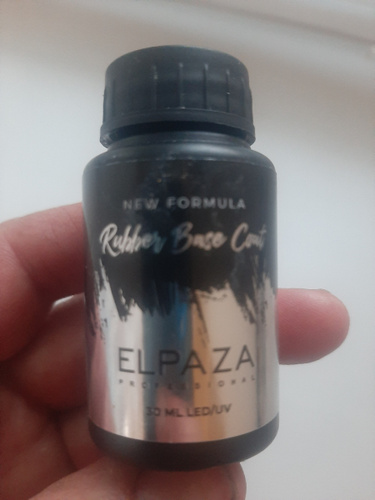 NEW FORMULA
Rubber Base Coat
ELPAZA
PROFESSIONAL
30 ML LED/UV